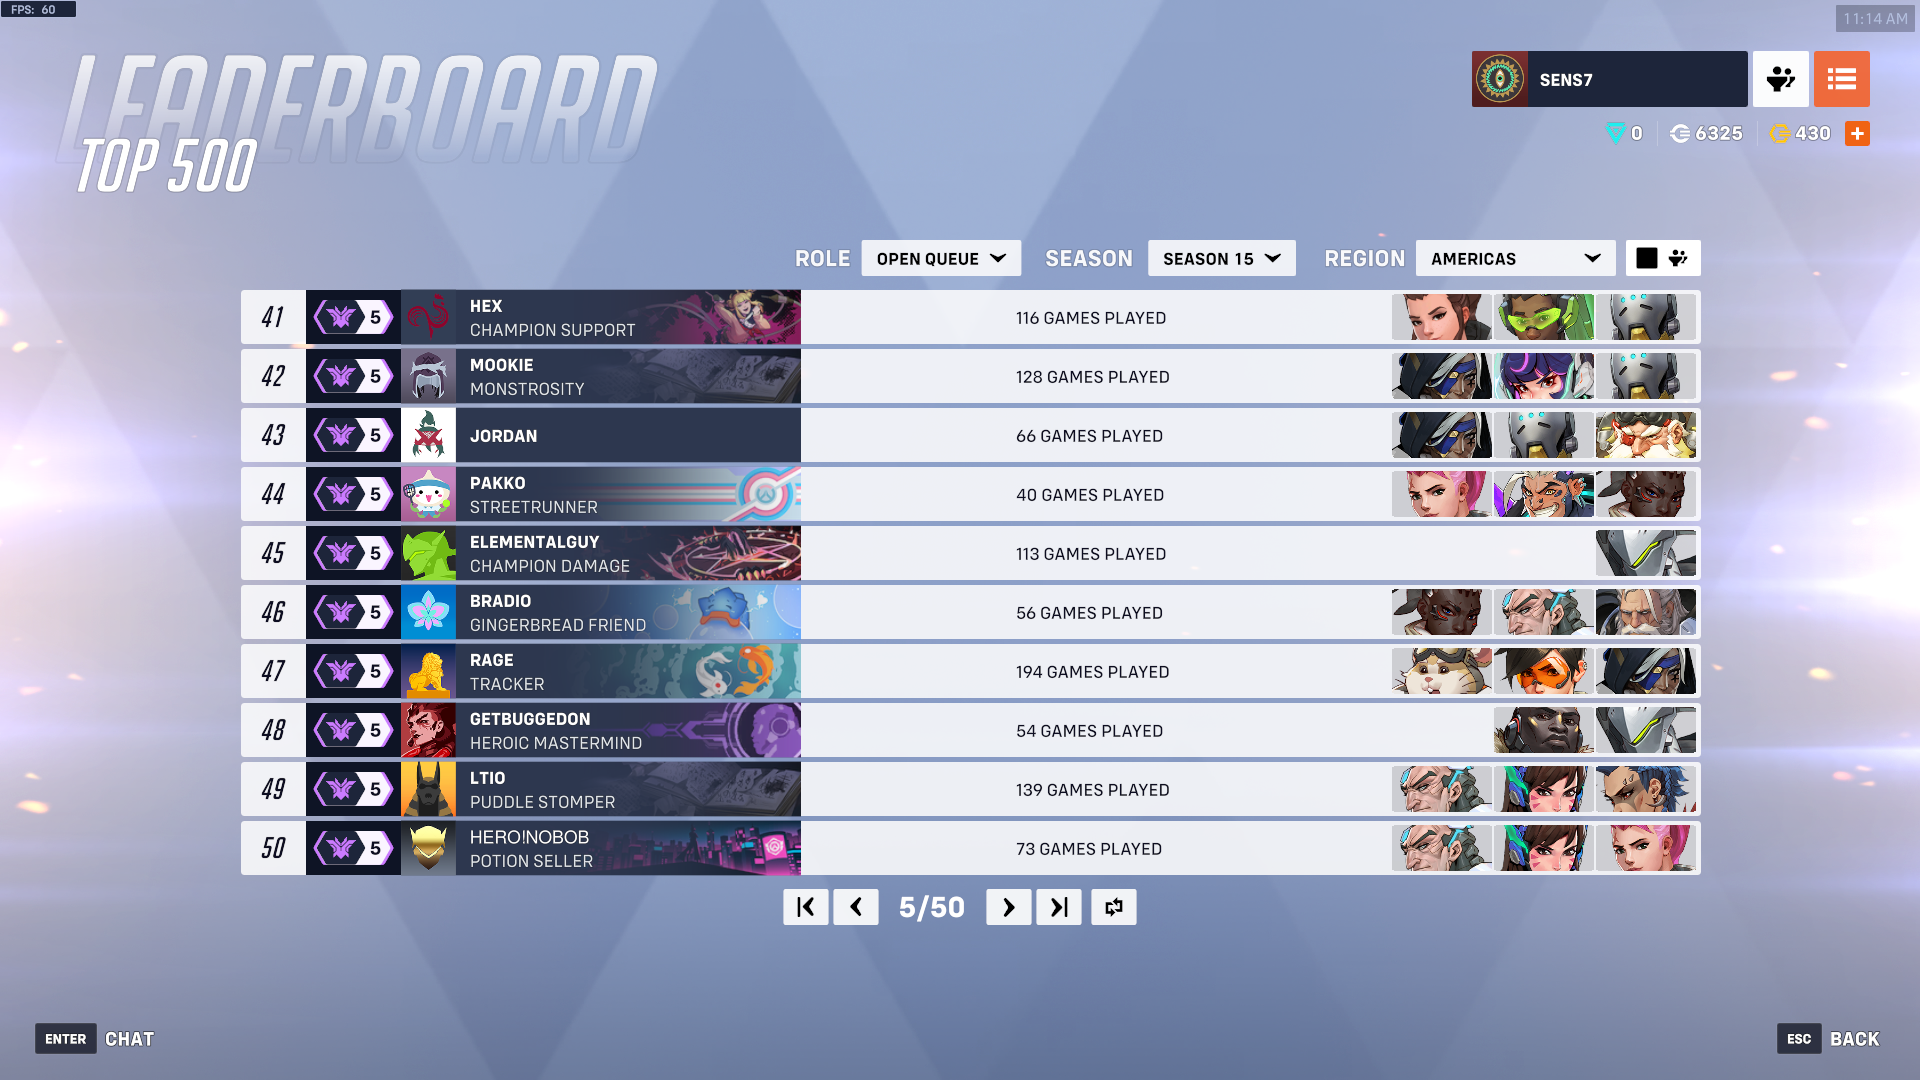 FPS: 60
11:14 AM
LEADERBOARD
TOP 500
SENS7
0 6325 430
ROLE OPEN QUEUE SEASON SEASON 15 REGION AMERICAS
41 5 HEX 116 GAMES PLAYED
CHAMPION SUPPORT
42 5 MOOKIE 128 GAMES PLAYED
MONSTROSITY
43 5 JORDAN 66 GAMES PLAYED
44 5 PAKKO 40 GAMES PLAYED
STREETRUNNER
45 5 ELEMENTALGUY 113 GAMES PLAYED
CHAMPION DAMAGE
46 5 BRADIO 56 GAMES PLAYED
GINGERBREAD FRIEND
47 5 RAGE 194 GAMES PLAYED
TRACKER
48 5 GETBUGGEDON 54 GAMES PLAYED
HEROIC MASTERMIND
49 5 LTIO 139 GAMES PLAYED
PUDDLE STOMPER
50 5 HERO!NOBOB 73 GAMES PLAYED
POTION SELLER
5/50
ENTER CHAT
ESC BACK